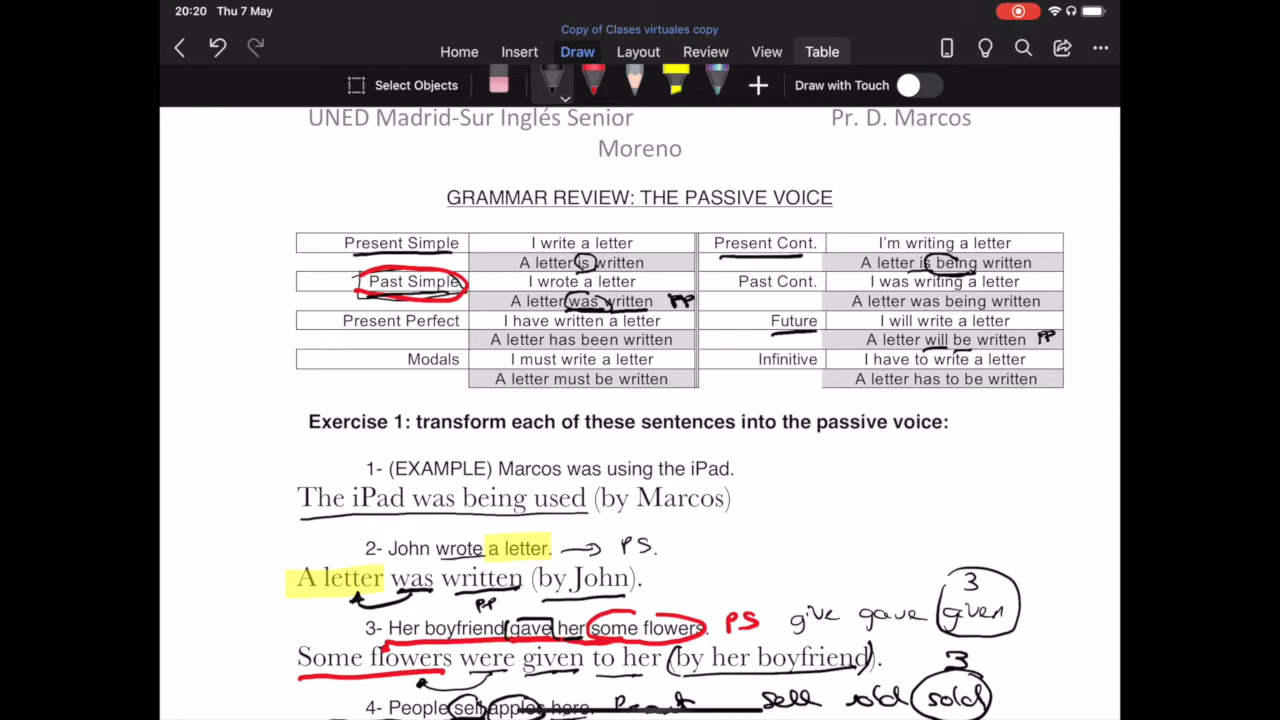 20:20 Thu 7 May
Copy of Clases virtuales copy
Home Insert Draw Layout Review View Table
Select Objects Draw with Touch
UNED Madrid-Sur Inglés Senior Pr. D. Marcos
Moreno
GRAMMAR REVIEW: THE PASSIVE VOICE
Present Simple I write a letter Present Cont. I'm writing a letter
A letter is written A letter is being written
Past Simple I wrote a letter Past Cont. I was writing a letter
A letter was written PP A letter was being written
Present Perfect I have written a letter Future I will write a letter
A letter has been written A letter will be written PP
Modals I must write a letter Infinitive I have to write a letter
A letter must be written A letter has to be written
Exercise 1: transform each of these sentences into the passive voice:
1- (EXAMPLE) Marcos was using the iPad.
The iPad was being used (by Marcos)
2- John wrote a letter. PS.
A letter was written (by John).
PP
3
3- Her boyfriend gave her some flowers. PS give gave given
Some flowers were given to her (by her boyfriend).
3
4- People sell apples here. sell sold sold